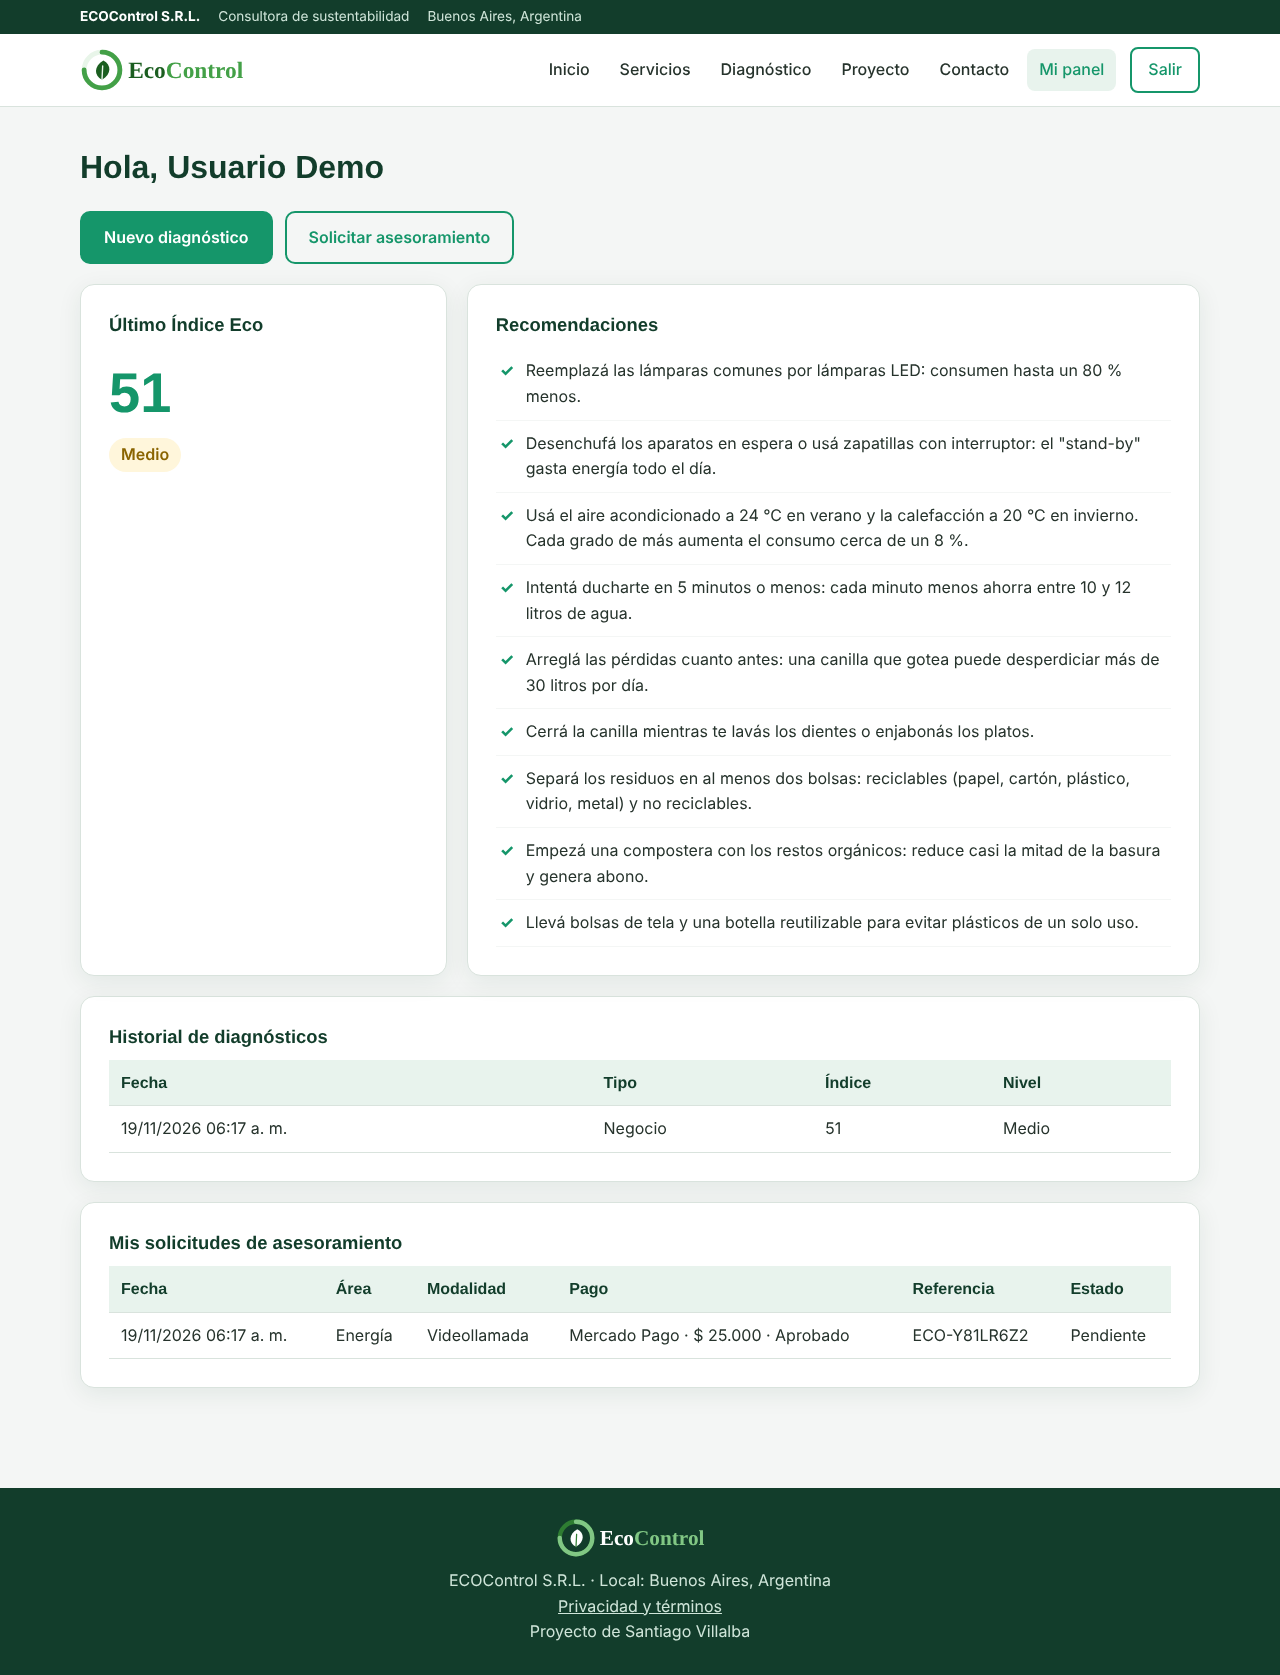 ECOControl S.R.L. Consultora de sustentabilidad Buenos Aires, Argentina
EcoControl Inicio Servicios Diagnóstico Proyecto Contacto Mi panel Salir
Hola, Usuario Demo
Nuevo diagnóstico Solicitar asesoramiento
Último Índice Eco
51
Medio
Recomendaciones
✓ Reemplazá las lámparas comunes por lámparas LED: consumen hasta un 80 %
menos.
✓ Desenchufá los aparatos en espera o usá zapatillas con interruptor: el "stand-by"
gasta energía todo el día.
✓ Usá el aire acondicionado a 24 °C en verano y la calefacción a 20 °C en invierno.
Cada grado de más aumenta el consumo cerca de un 8 %.
✓ Intentá ducharte en 5 minutos o menos: cada minuto menos ahorra entre 10 y 12
litros de agua.
✓ Arreglá las pérdidas cuanto antes: una canilla que gotea puede desperdiciar más de
30 litros por día.
✓ Cerrá la canilla mientras te lavás los dientes o enjabonás los platos.
✓ Separá los residuos en al menos dos bolsas: reciclables (papel, cartón, plástico,
vidrio, metal) y no reciclables.
✓ Empezá una compostera con los restos orgánicos: reduce casi la mitad de la basura
y genera abono.
✓ Llevá bolsas de tela y una botella reutilizable para evitar plásticos de un solo uso.
Historial de diagnósticos
Fecha Tipo Índice Nivel
19/11/2026 06:17 a. m. Negocio 51 Medio
Mis solicitudes de asesoramiento
Fecha Área Modalidad Pago Referencia Estado
19/11/2026 06:17 a. m. Energía Videollamada Mercado Pago · $ 25.000 · Aprobado ECO-Y81LR6Z2 Pendiente
EcoControl
ECOControl S.R.L. · Local: Buenos Aires, Argentina
Privacidad y términos
Proyecto de Santiago Villalba